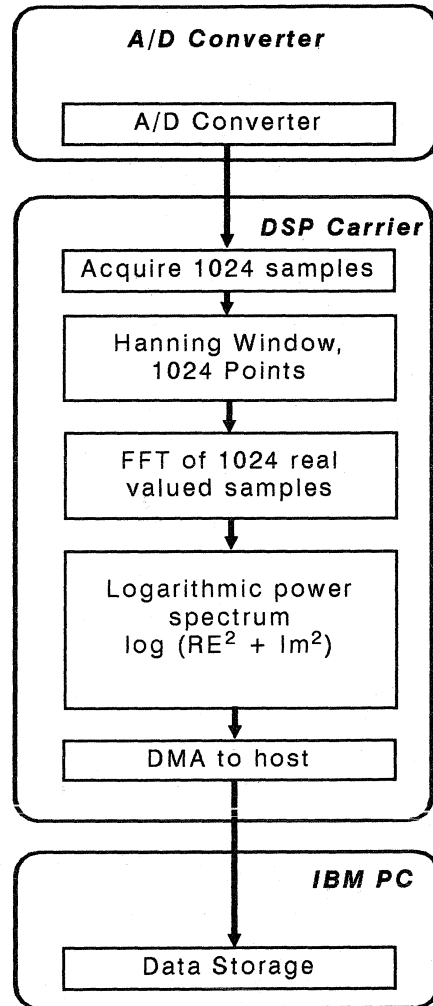 A/D Converter
A/D Converter
DSP Carrier
Acquire 1024 samples
Hanning Window,
1024 Points
FFT of 1024 real
valued samples
Logarithmic power
spectrum
log (RE² + Im²)
DMA to host
IBM PC
Data Storage